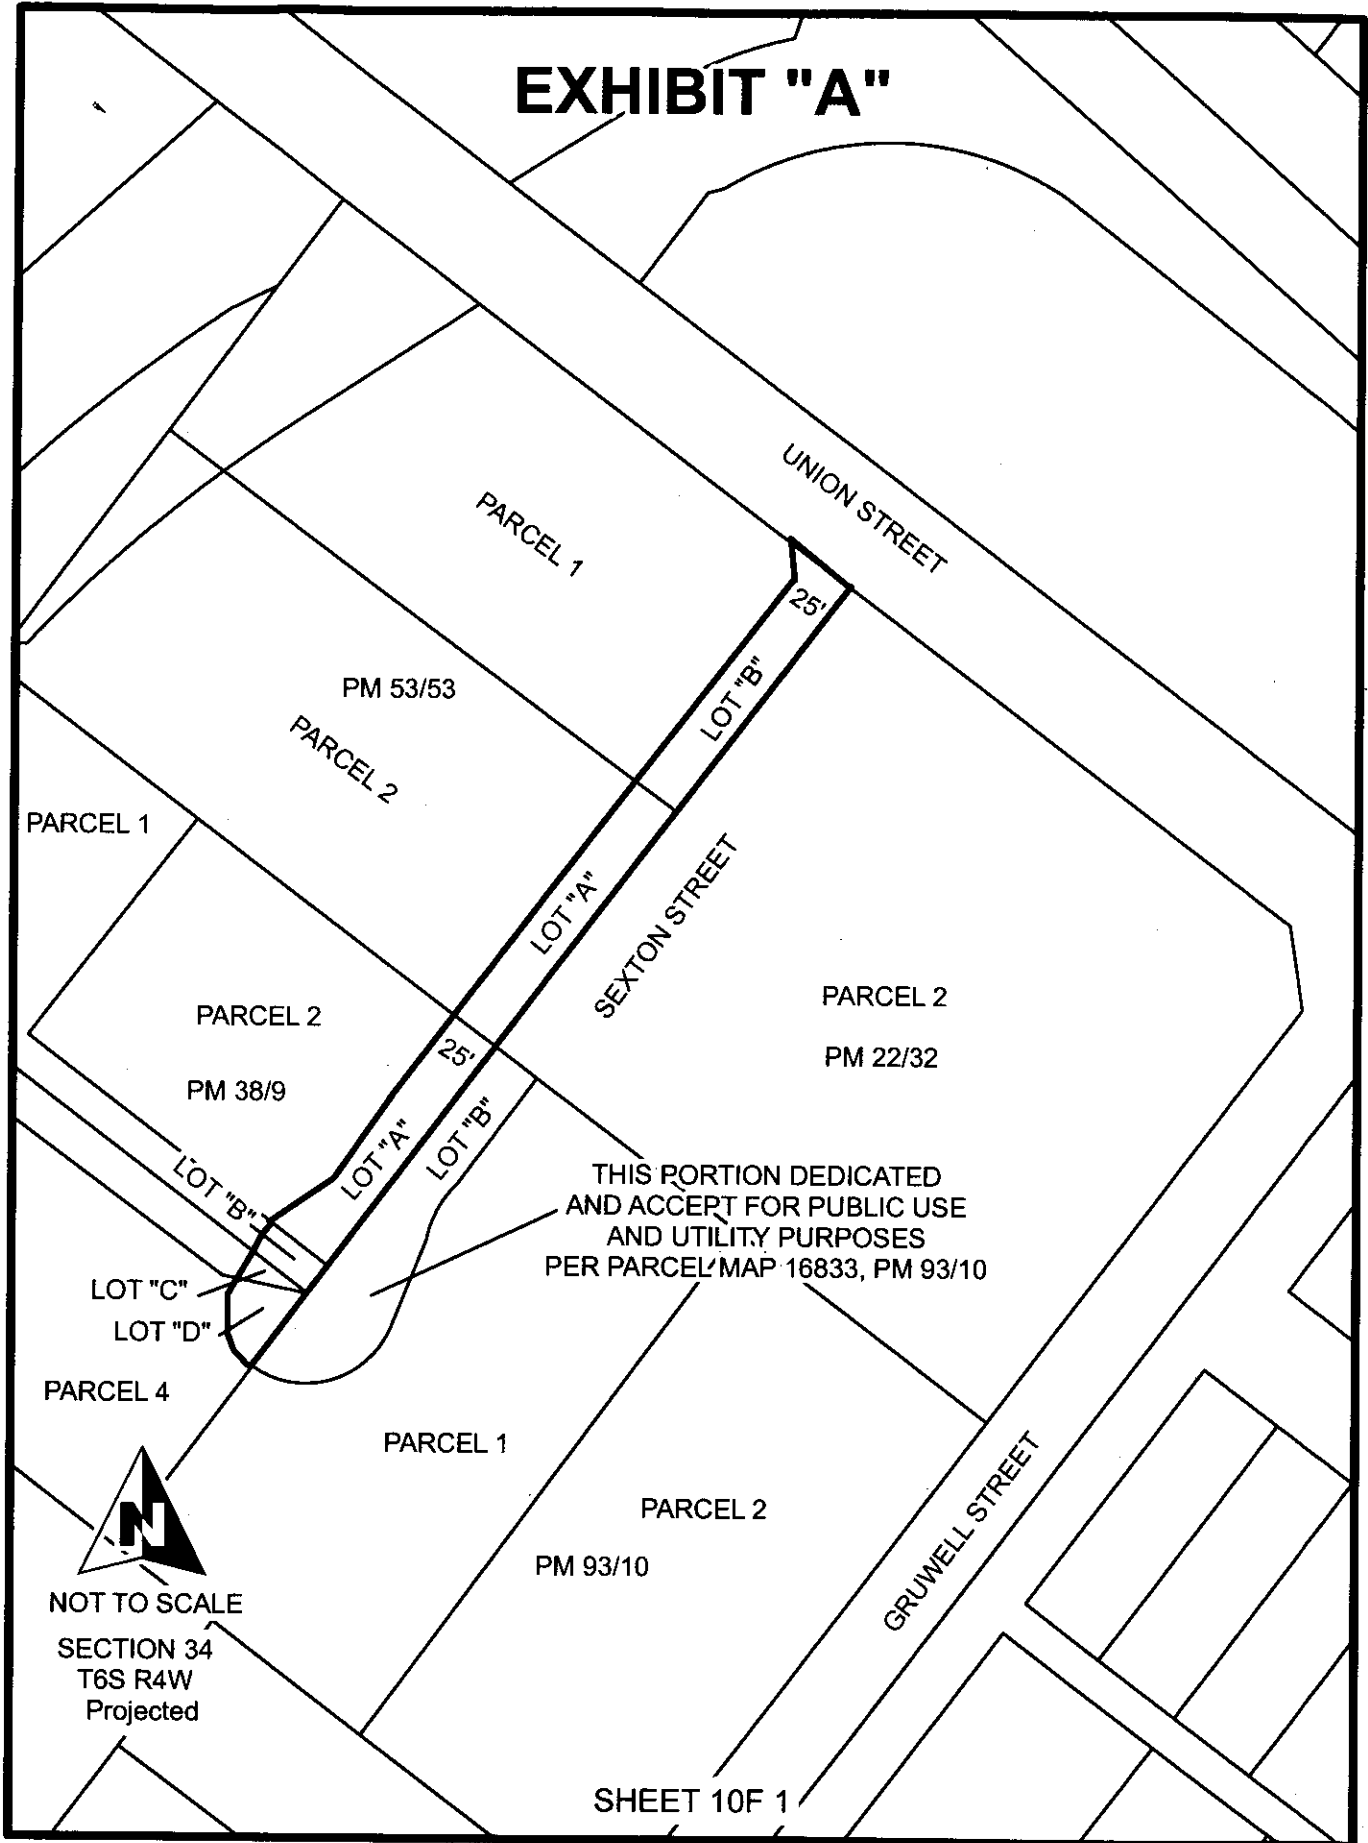 EXHIBIT "A"
UNION STREET
PARCEL 1
25'
LOT "B"
PM 53/53
PARCEL 2
PARCEL 1
LOT "A"
SEXTON STREET
PARCEL 2
PM 22/32
PARCEL 2
PM 38/9
25'
LOT "A"
LOT "B"
LOT "B"
THIS PORTION DEDICATED
AND ACCEPT FOR PUBLIC USE
AND UTILITY PURPOSES
PER PARCEL MAP 16833, PM 93/10
LOT "C"
LOT "D"
PARCEL 4
PARCEL 1
PARCEL 2
PM 93/10
GRUWELL STREET
N
NOT TO SCALE
SECTION 34
T6S R4W
Projected
SHEET 10F 1